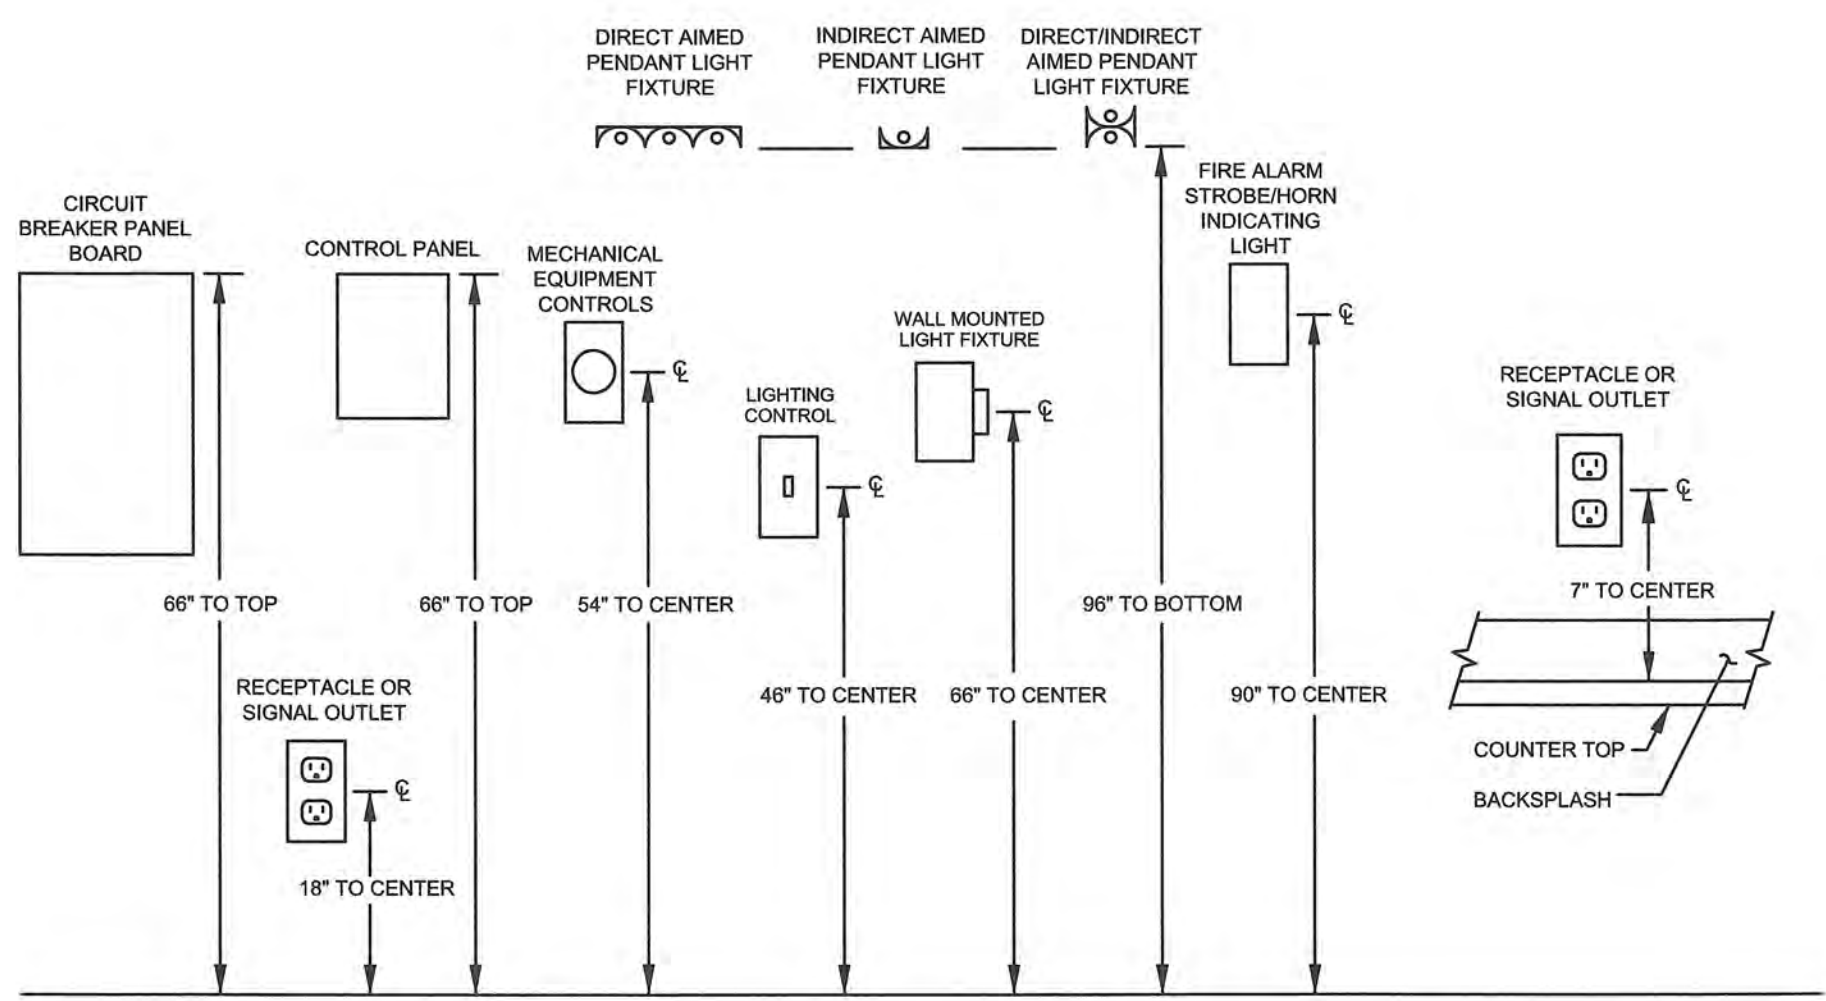 DIRECT AIMED
PENDANT LIGHT
FIXTURE
INDIRECT AIMED
PENDANT LIGHT
FIXTURE
DIRECT/INDIRECT
AIMED PENDANT
LIGHT FIXTURE
FIRE ALARM
STROBE/HORN
INDICATING
LIGHT
CIRCUIT
BREAKER PANEL
BOARD
CONTROL PANEL
MECHANICAL
EQUIPMENT
CONTROLS
℄
WALL MOUNTED
LIGHT FIXTURE
℄
℄
LIGHTING
CONTROL
℄
RECEPTACLE OR
SIGNAL OUTLET
℄
66" TO TOP
66" TO TOP
54" TO CENTER
96" TO BOTTOM
7" TO CENTER
RECEPTACLE OR
SIGNAL OUTLET
℄
46" TO CENTER
66" TO CENTER
90" TO CENTER
COUNTER TOP
BACKSPLASH
18" TO CENTER